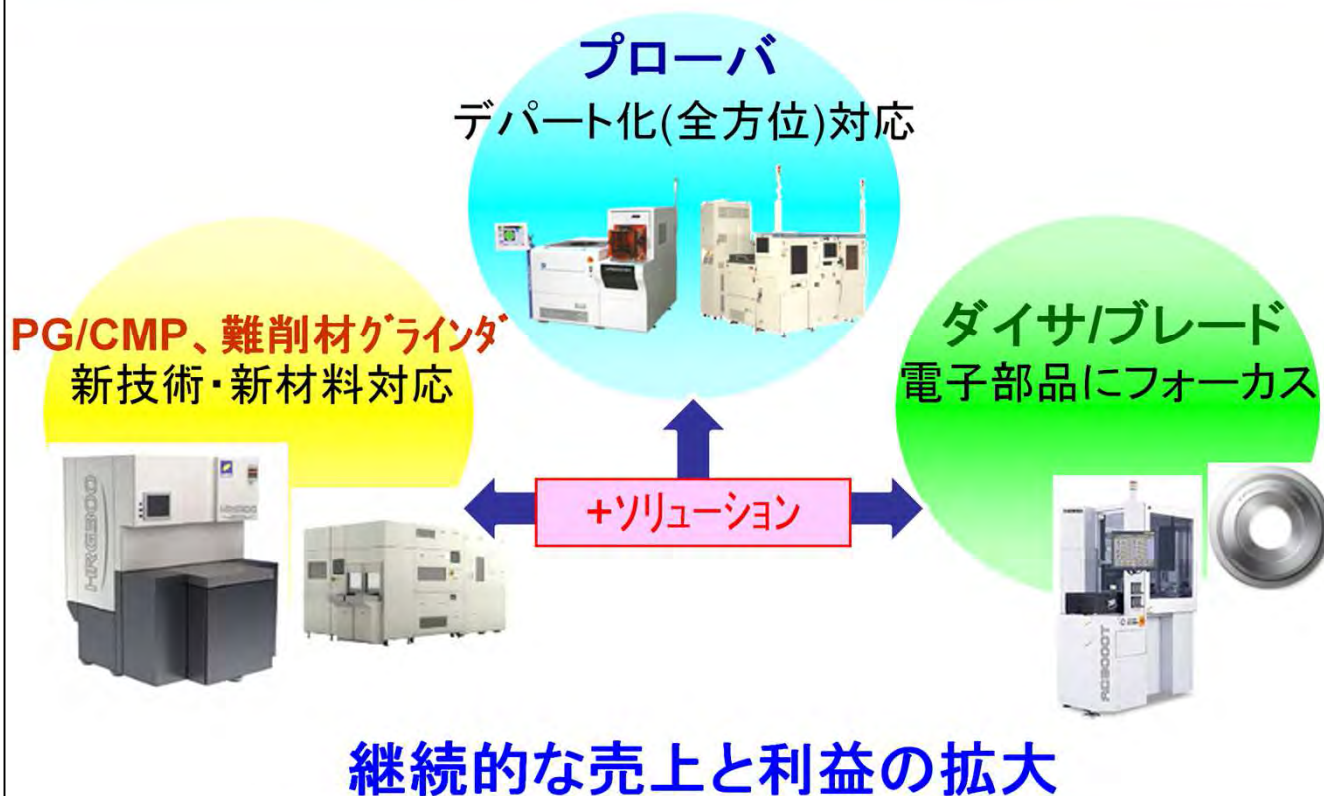 プローバ
デパート化(全方位)対応
PG/CMP、難削材グラインダ
新技術・新材料対応
ダイサ/ブレード
電子部品にフォーカス
+ソリューション
HRG300
HRG300
AD3000T
継続的な売上と利益の拡大